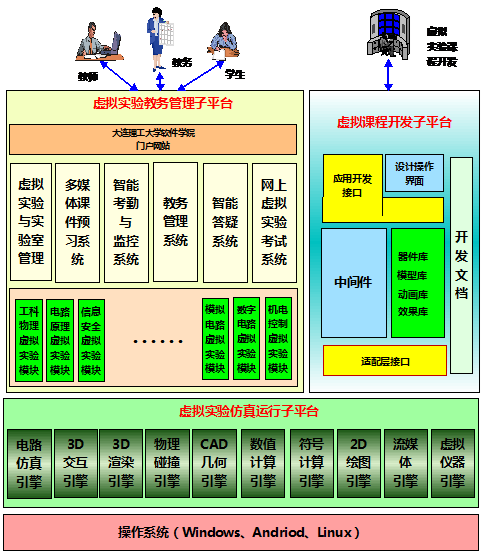 教师
教务
学生
虚拟
实验课
程开发
虚拟实验教务管理子平台
大连理工大学软件学院
门户网站
虚拟
实验
与实
验室
管理
多媒
体课
件预
习系
统
智能
考勤
与
监控
系统
教务
管理
系统
智能
答疑
系统
网上
虚拟
实验
考试
系统
工科
物理
虚拟
实验
模块
电路
原理
虚拟
实验
模块
信息
安全
虚拟
实验
模块
······
模拟
电路
虚拟
实验
模块
数字
电路
虚拟
实验
模块
机电
控制
虚拟
实验
模块
虚拟课程开发子平台
应用开发
接口
设计操作
界面
中间件
器件库
模型库
动画库
效果库
适配层接口
开
发
文
档
虚拟实验仿真运行子平台
电路
仿真
引擎
3D
交互
引擎
3D
渲染
引擎
物理
碰撞
引擎
CAD
几何
引擎
数值
计算
引擎
符号
计算
引擎
2D
绘图
引擎
流媒
体
引擎
虚拟
仪器
引擎
操作系统（Windows、Andriod、Linux）